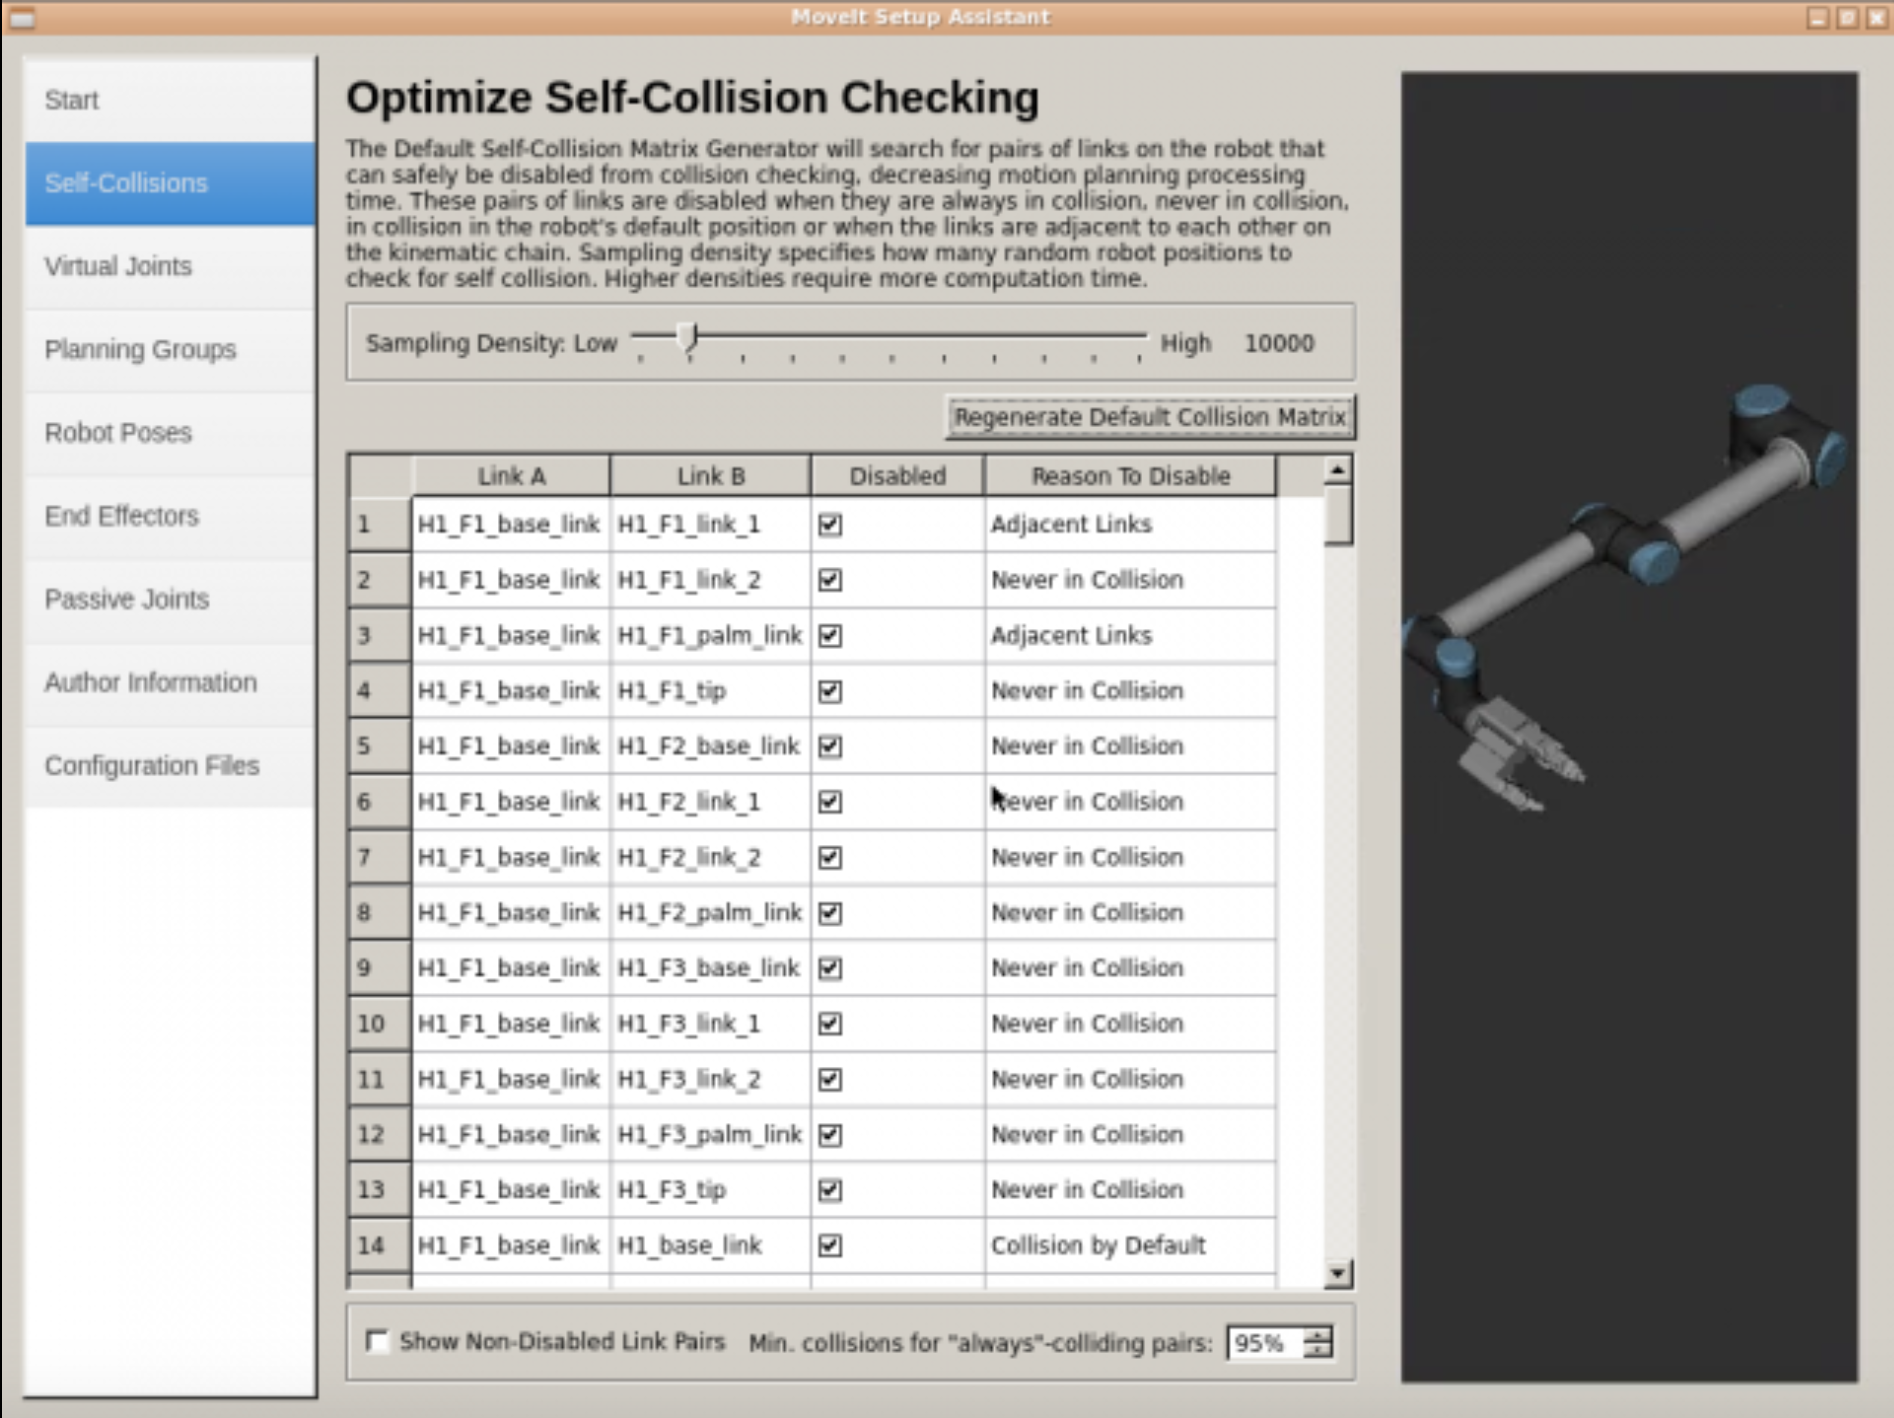 MoveIt Setup Assistant
Start
Self-Collisions
Virtual Joints
Planning Groups
Robot Poses
End Effectors
Passive Joints
Author Information
Configuration Files
Optimize Self-Collision Checking
The Default Self-Collision Matrix Generator will search for pairs of links on the robot that
can safely be disabled from collision checking, decreasing motion planning processing
time. These pairs of links are disabled when they are always in collision, never in collision,
in collision in the robot's default position or when the links are adjacent to each other on
the kinematic chain. Sampling density specifies how many random robot positions to
check for self collision. Higher densities require more computation time.
Sampling Density: Low High 10000
Regenerate Default Collision Matrix
Link A Link B Disabled Reason To Disable
1 H1_F1_base_link H1_F1_link_1 Adjacent Links
2 H1_F1_base_link H1_F1_link_2 Never in Collision
3 H1_F1_base_link H1_F1_palm_link Adjacent Links
4 H1_F1_base_link H1_F1_tip Never in Collision
5 H1_F1_base_link H1_F2_base_link Never in Collision
6 H1_F1_base_link H1_F2_link_1 Never in Collision
7 H1_F1_base_link H1_F2_link_2 Never in Collision
8 H1_F1_base_link H1_F2_palm_link Never in Collision
9 H1_F1_base_link H1_F3_base_link Never in Collision
10 H1_F1_base_link H1_F3_link_1 Never in Collision
11 H1_F1_base_link H1_F3_link_2 Never in Collision
12 H1_F1_base_link H1_F3_palm_link Never in Collision
13 H1_F1_base_link H1_F3_tip Never in Collision
14 H1_F1_base_link H1_base_link Collision by Default
Show Non-Disabled Link Pairs Min. collisions for "always"-colliding pairs: 95%